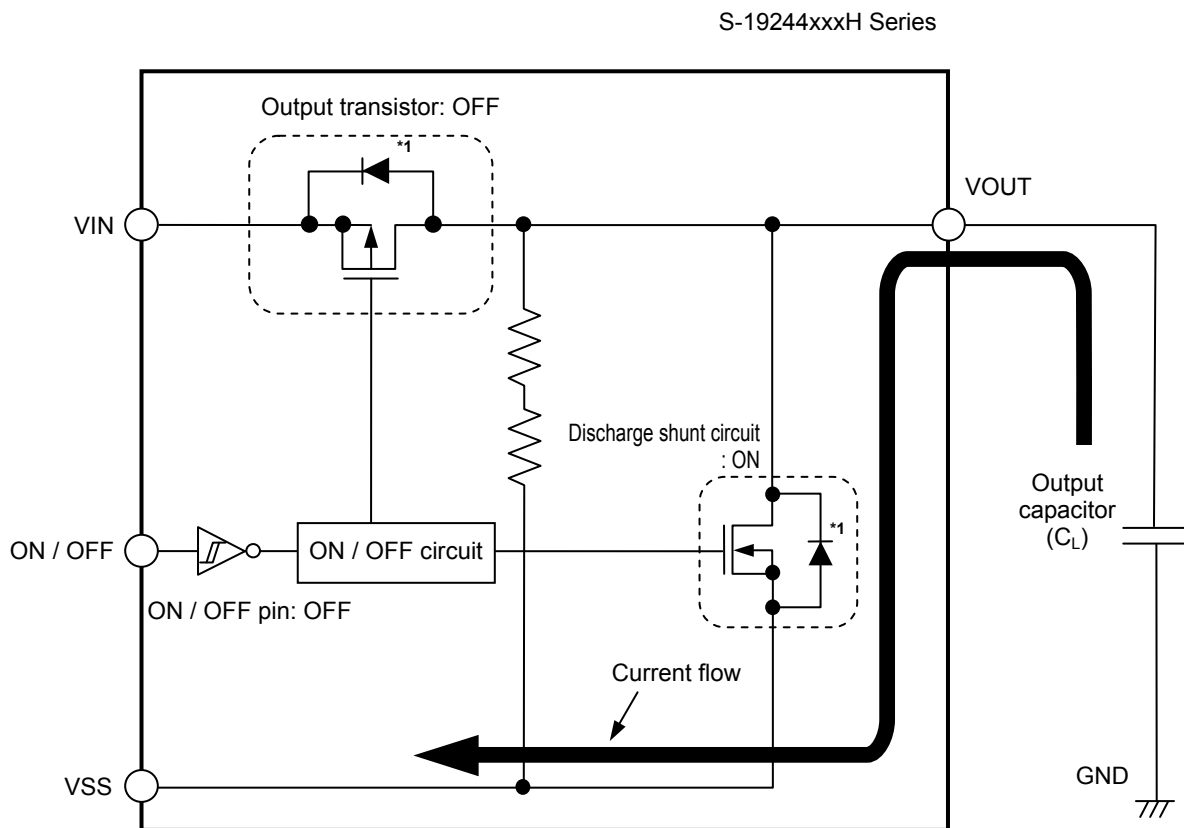 S-19244xxxH Series
Output transistor: OFF
*1
VIN
VOUT
Discharge shunt circuit
: ON
*1
Output
capacitor
(CL)
ON / OFF
ON / OFF circuit
ON / OFF pin: OFF
Current flow
VSS
GND